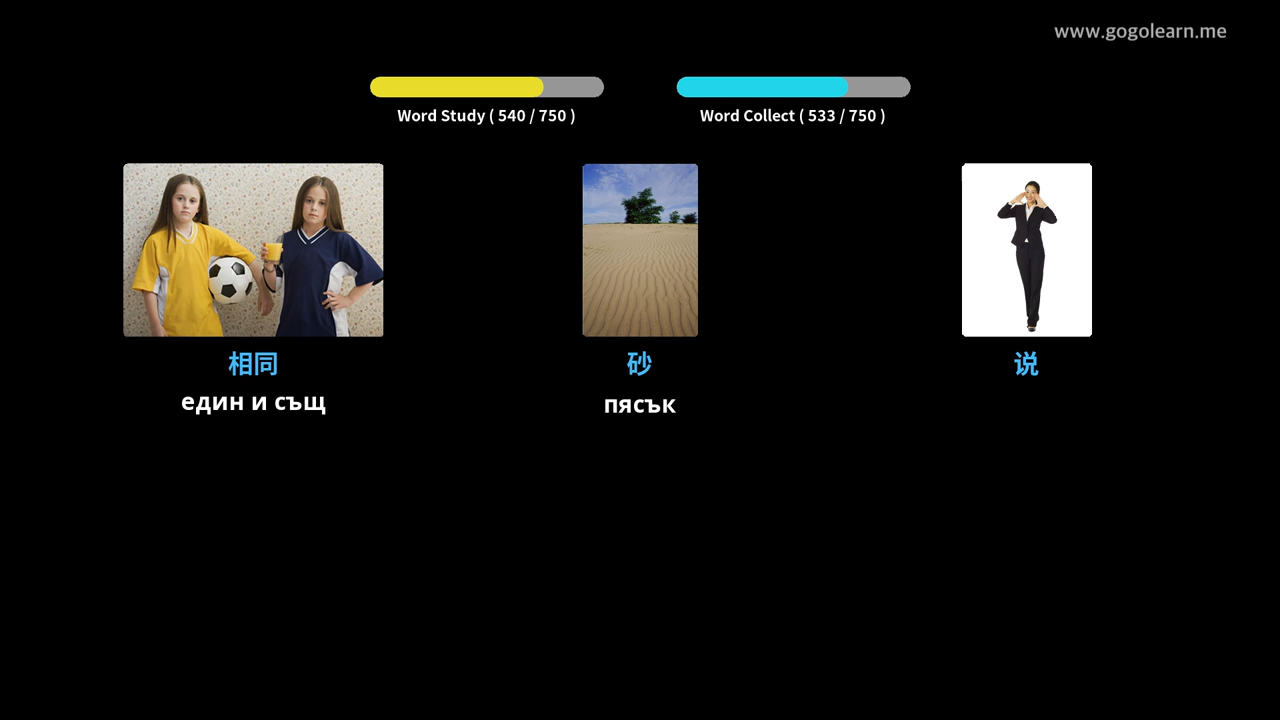 www.gogolearn.me
Word Study ( 540 / 750 )
Word Collect ( 533 / 750 )
相同
砂
说
един и същ
пясък